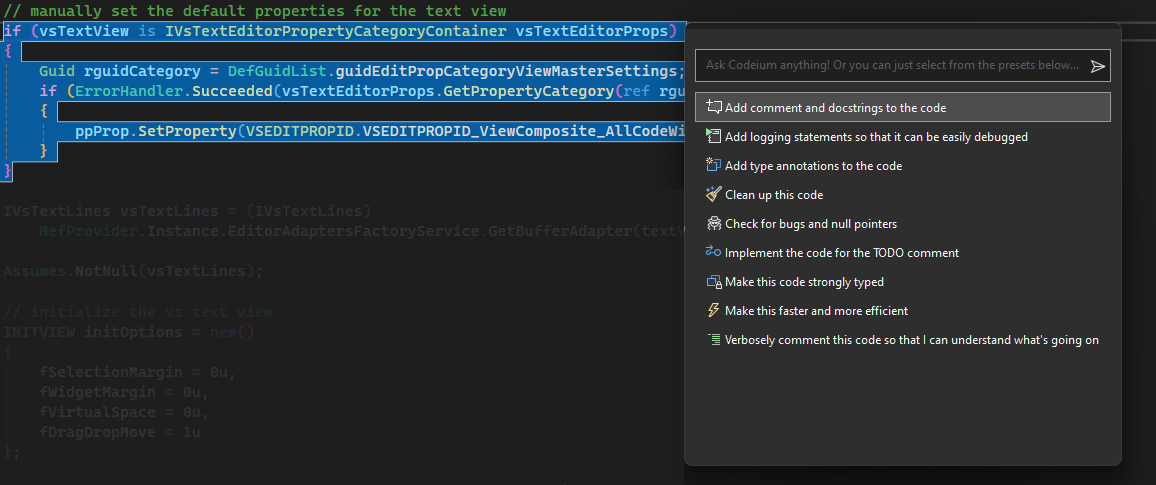 // manually set the default properties for the text view
if (vsTextView is IVsTextEditorPropertyCategoryContainer vsTextEditorProps)
{
    Guid rguidCategory = DefGuidList.guidEditPropCategoryViewMasterSettings;
    if (ErrorHandler.Succeeded(vsTextEditorProps.GetPropertyCategory(ref rgu
    {
        ppProp.SetProperty(VSEDITPROPID.VSEDITPROPID_ViewComposite_AllCodeWi
    }
}
IVsTextLines vsTextLines = (IVsTextLines)
    MefProvider.Instance.EditorAdaptersFactoryService.GetBufferAdapter(textV
Assumes.NotNull(vsTextLines);
// initialize the vs text view
INITVIEW initOptions = new()
{
    fSelectionMargin = 0u,
    fWidgetMargin = 0u,
    fVirtualSpace = 0u,
    fDragDropMove = 1u
};
Ask Codeium anything! Or you can just select from the presets below...
Add comment and docstrings to the code
Add logging statements so that it can be easily debugged
Add type annotations to the code
Clean up this code
Check for bugs and null pointers
Implement the code for the TODO comment
Make this code strongly typed
Make this faster and more efficient
Verbosely comment this code so that I can understand what's going on